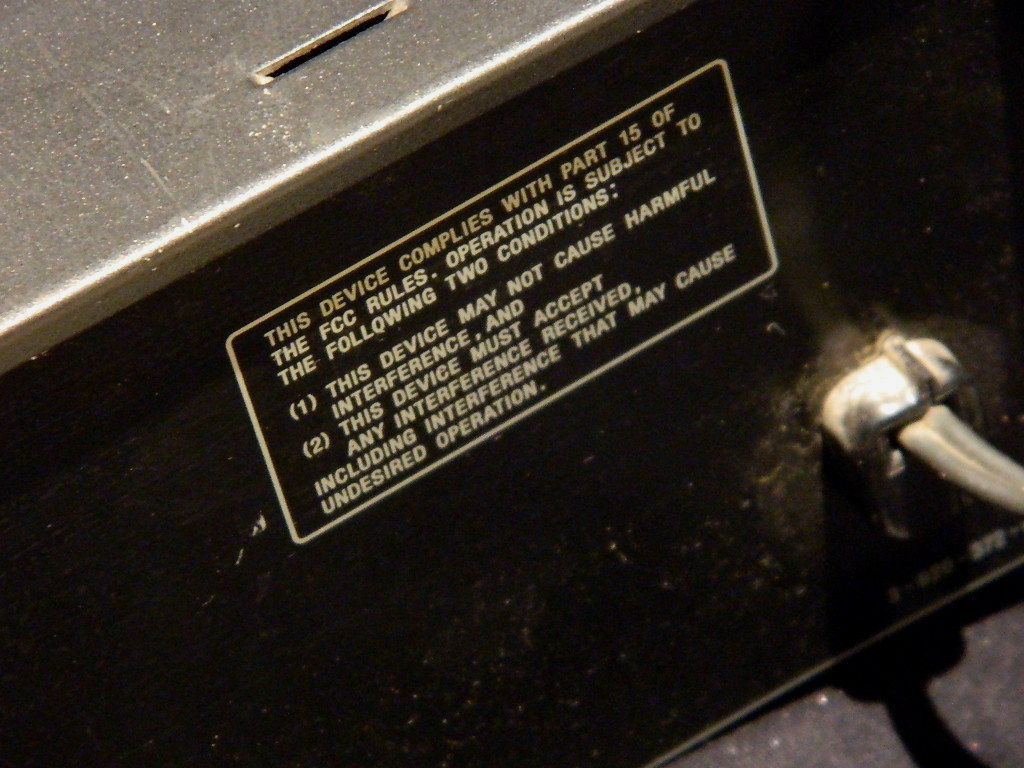 THIS DEVICE COMPLIES WITH PART 15 OF
THE FCC RULES. OPERATION IS SUBJECT TO
THE FOLLOWING TWO CONDITIONS:
(1) THIS DEVICE MAY NOT CAUSE HARMFUL
INTERFERENCE, AND
(2) THIS DEVICE MUST ACCEPT
ANY INTERFERENCE RECEIVED,
INCLUDING INTERFERENCE THAT MAY CAUSE
UNDESIRED OPERATION.